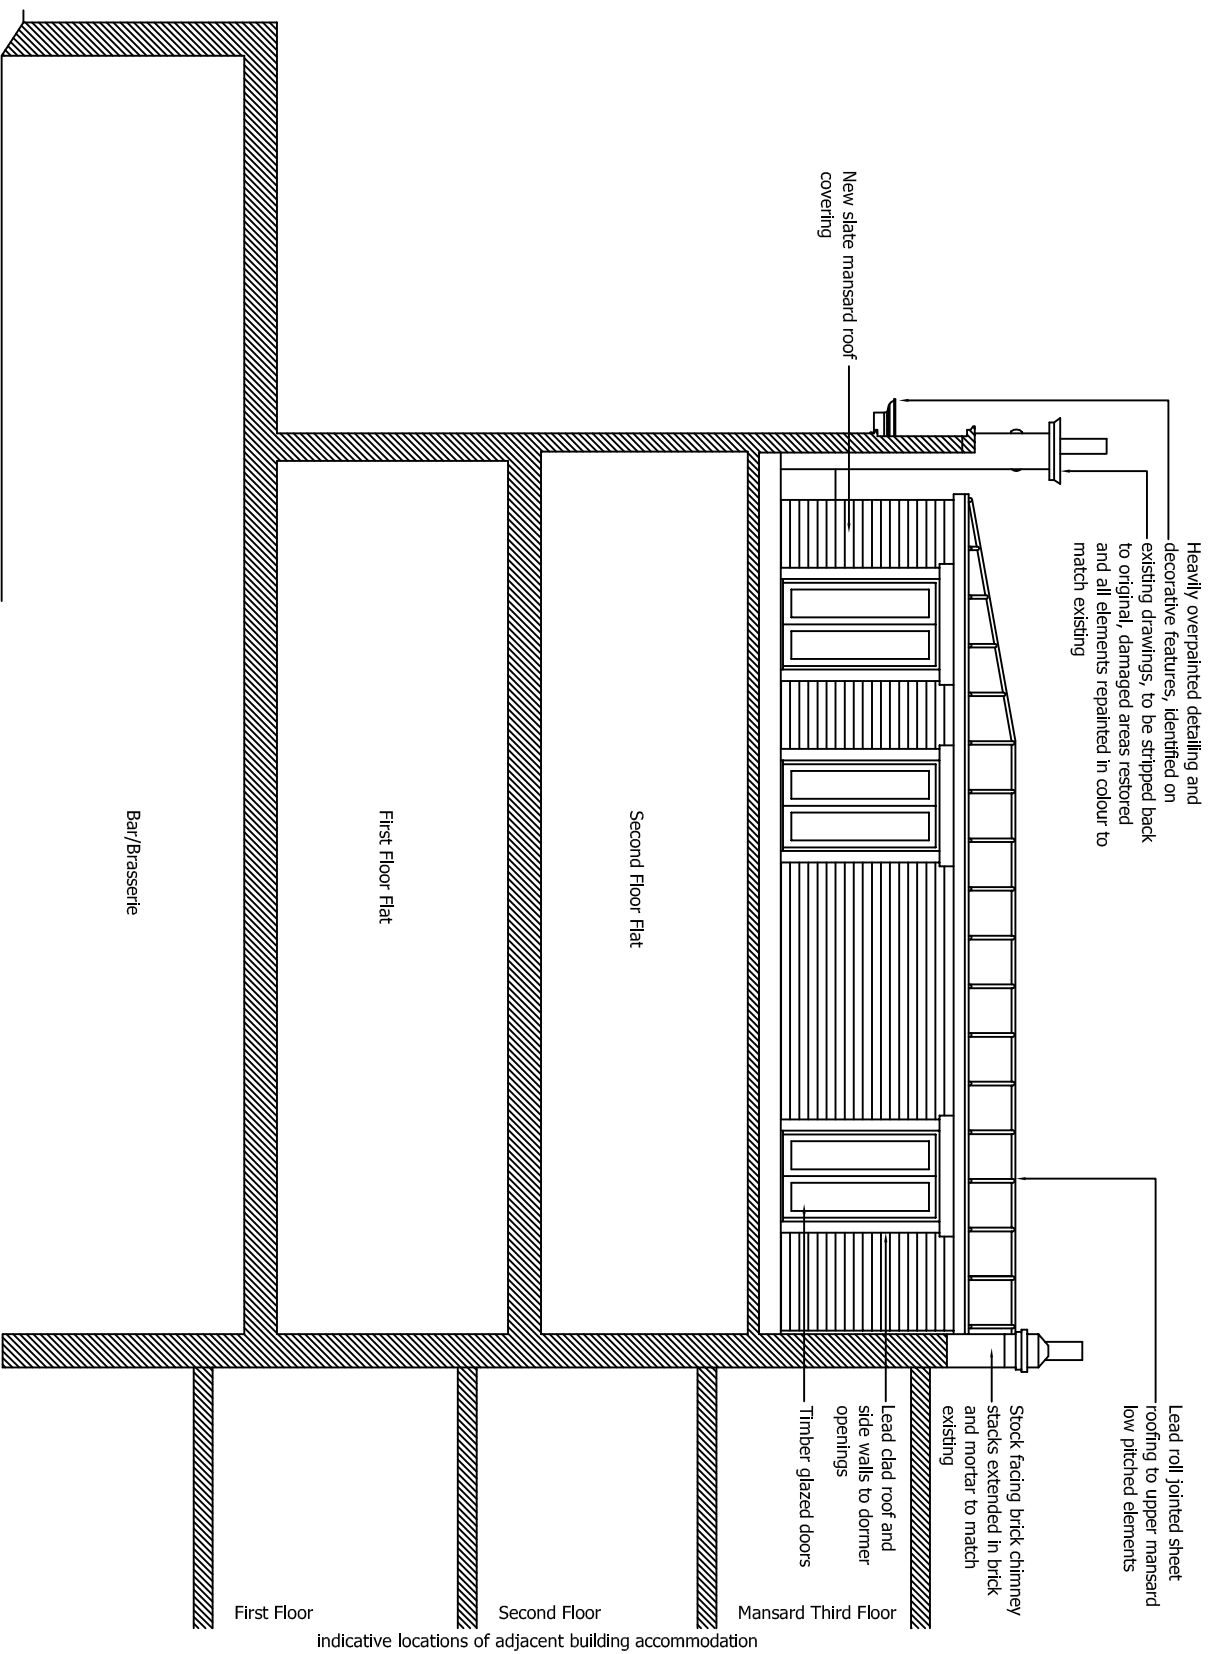 Heavily overpainted detailing and
decorative features, identified on
existing drawings, to be stripped back
to original, damaged areas restored
and all elements repainted in colour to
match existing
New slate mansard roof
covering
Lead roll jointed sheet
roofing to upper mansard
low pitched elements
Stock facing brick chimney
stacks extended in brick
and mortar to match
existing
Lead clad roof and
side walls to dormer
openings
Timber glazed doors
Second Floor Flat
First Floor Flat
Bar/Brasserie
First Floor
Second Floor
Mansard Third Floor
indicative locations of adjacent building accommodation